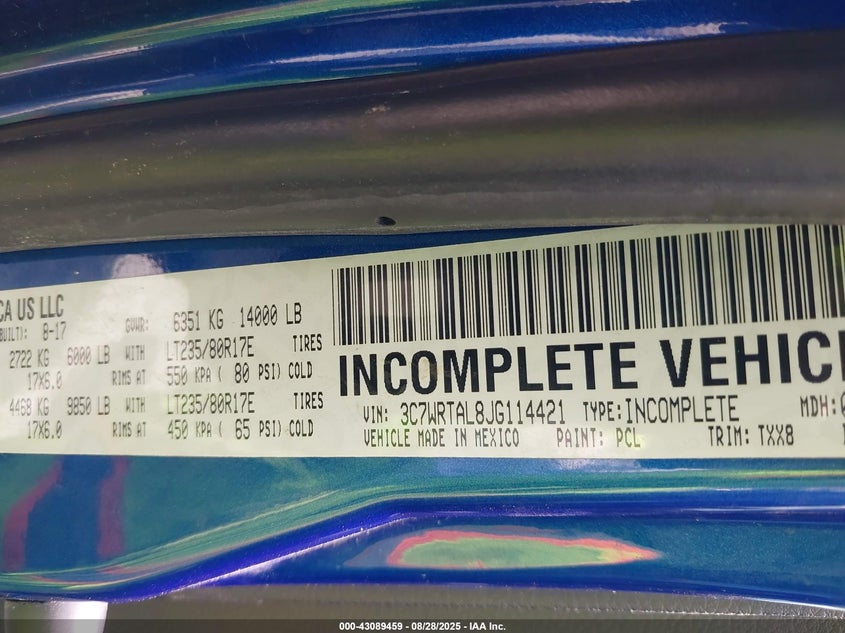 CA US LLC
BUILT): 8-17 GVWR: 6351 KG 14000 LB
2722 KG 6000 LB WITH LT235/80R17E TIRES
17X6.0 RIMS AT 550 KPA ( 80 PSI) COLD
4468 KG 9850 LB WITH LT235/80R17E TIRES
17X6.0 RIMS AT 450 KPA ( 65 PSI) COLD
INCOMPLETE VEHIC
VIN: 3C7WRTAL8JG114421 TYPE:INCOMPLETE MDH:
VEHICLE MADE IN MEXICO PAINT: PCL TRIM: TXX8
000-43089459 - 08/28/2025 - IAA Inc.